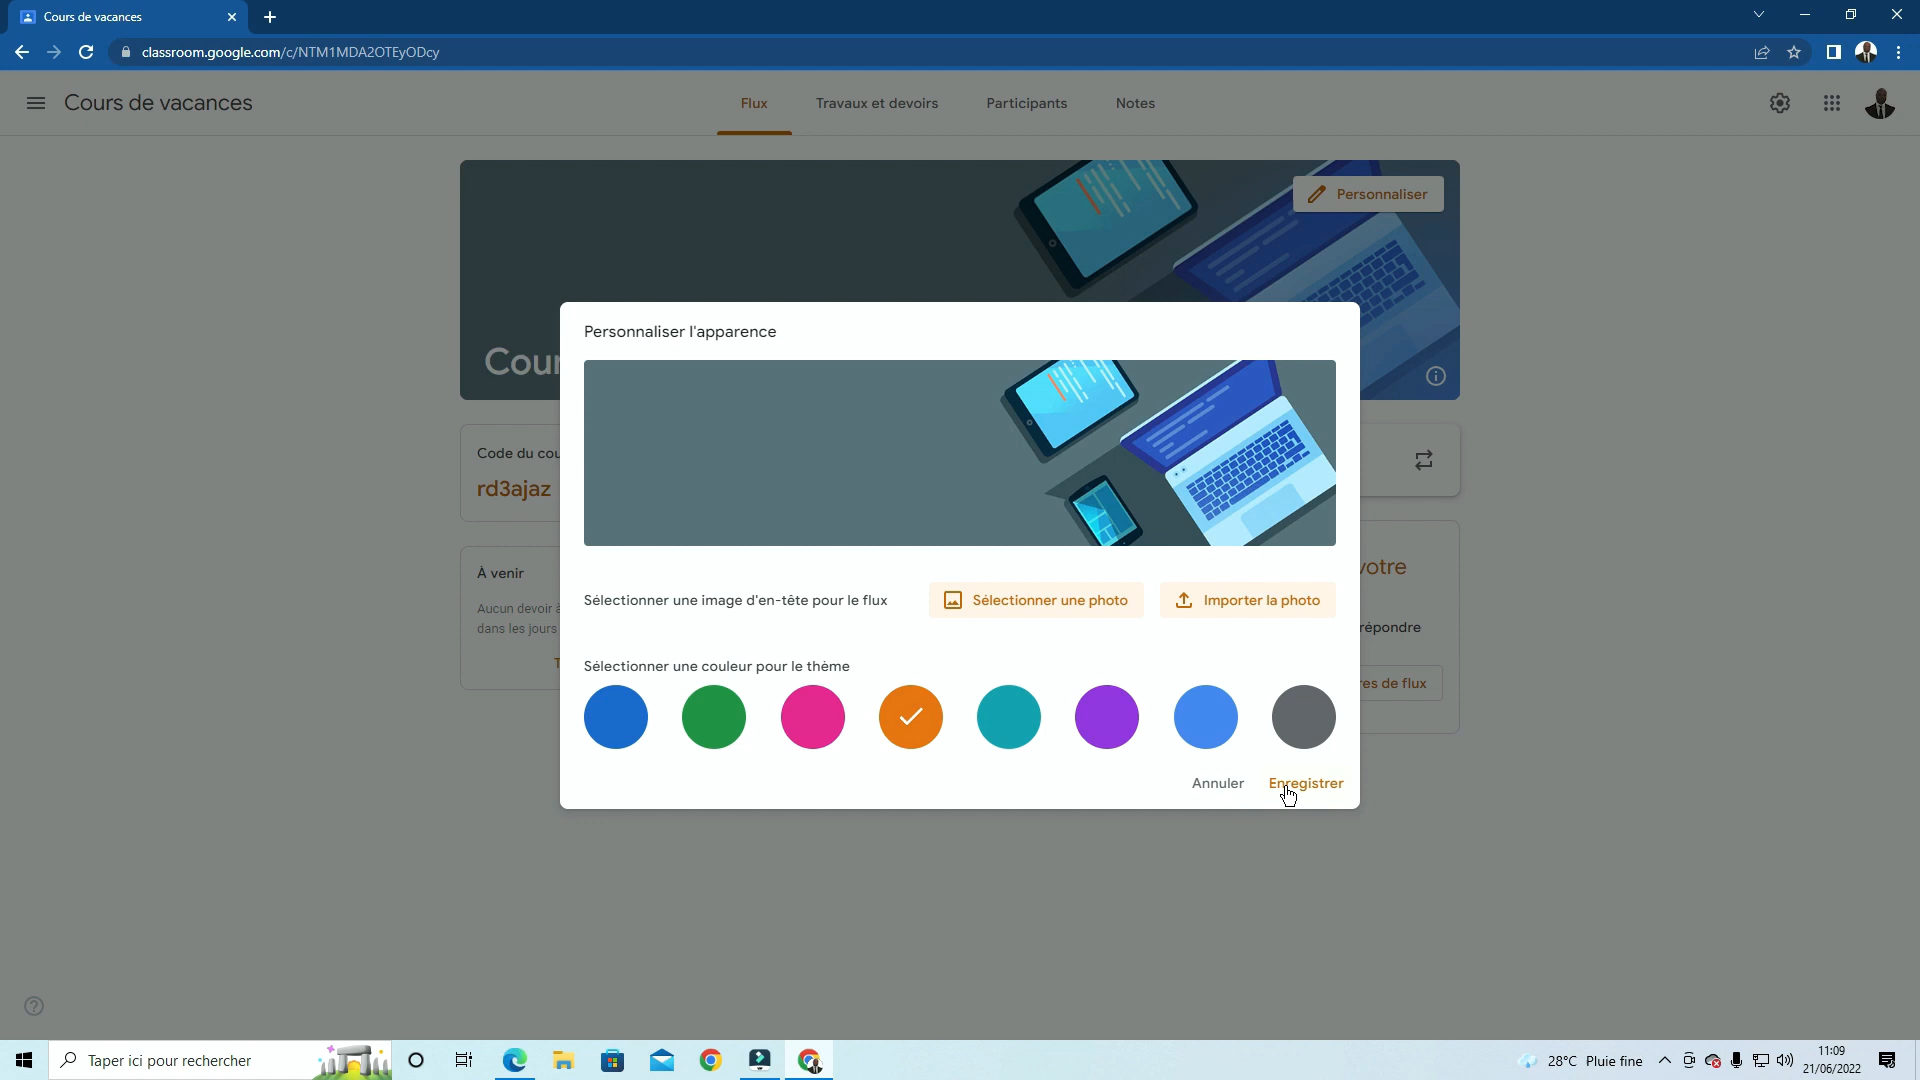 Cours de vacances
classroom.google.com/c/NTM1MDA2OTEyODcy
Cours de vacances
Flux
Travaux et devoirs
Participants
Notes
Personnaliser
Cour
Code du cou
rd3ajaz
À venir
Aucun devoir à
dans les jours
T
votre
répondre
res de flux
Personnaliser l'apparence
Sélectionner une image d'en-tête pour le flux
Sélectionner une photo
Importer la photo
Sélectionner une couleur pour le thème
Annuler
Enregistrer
Taper ici pour rechercher
28°C Pluie fine
11:09
21/06/2022